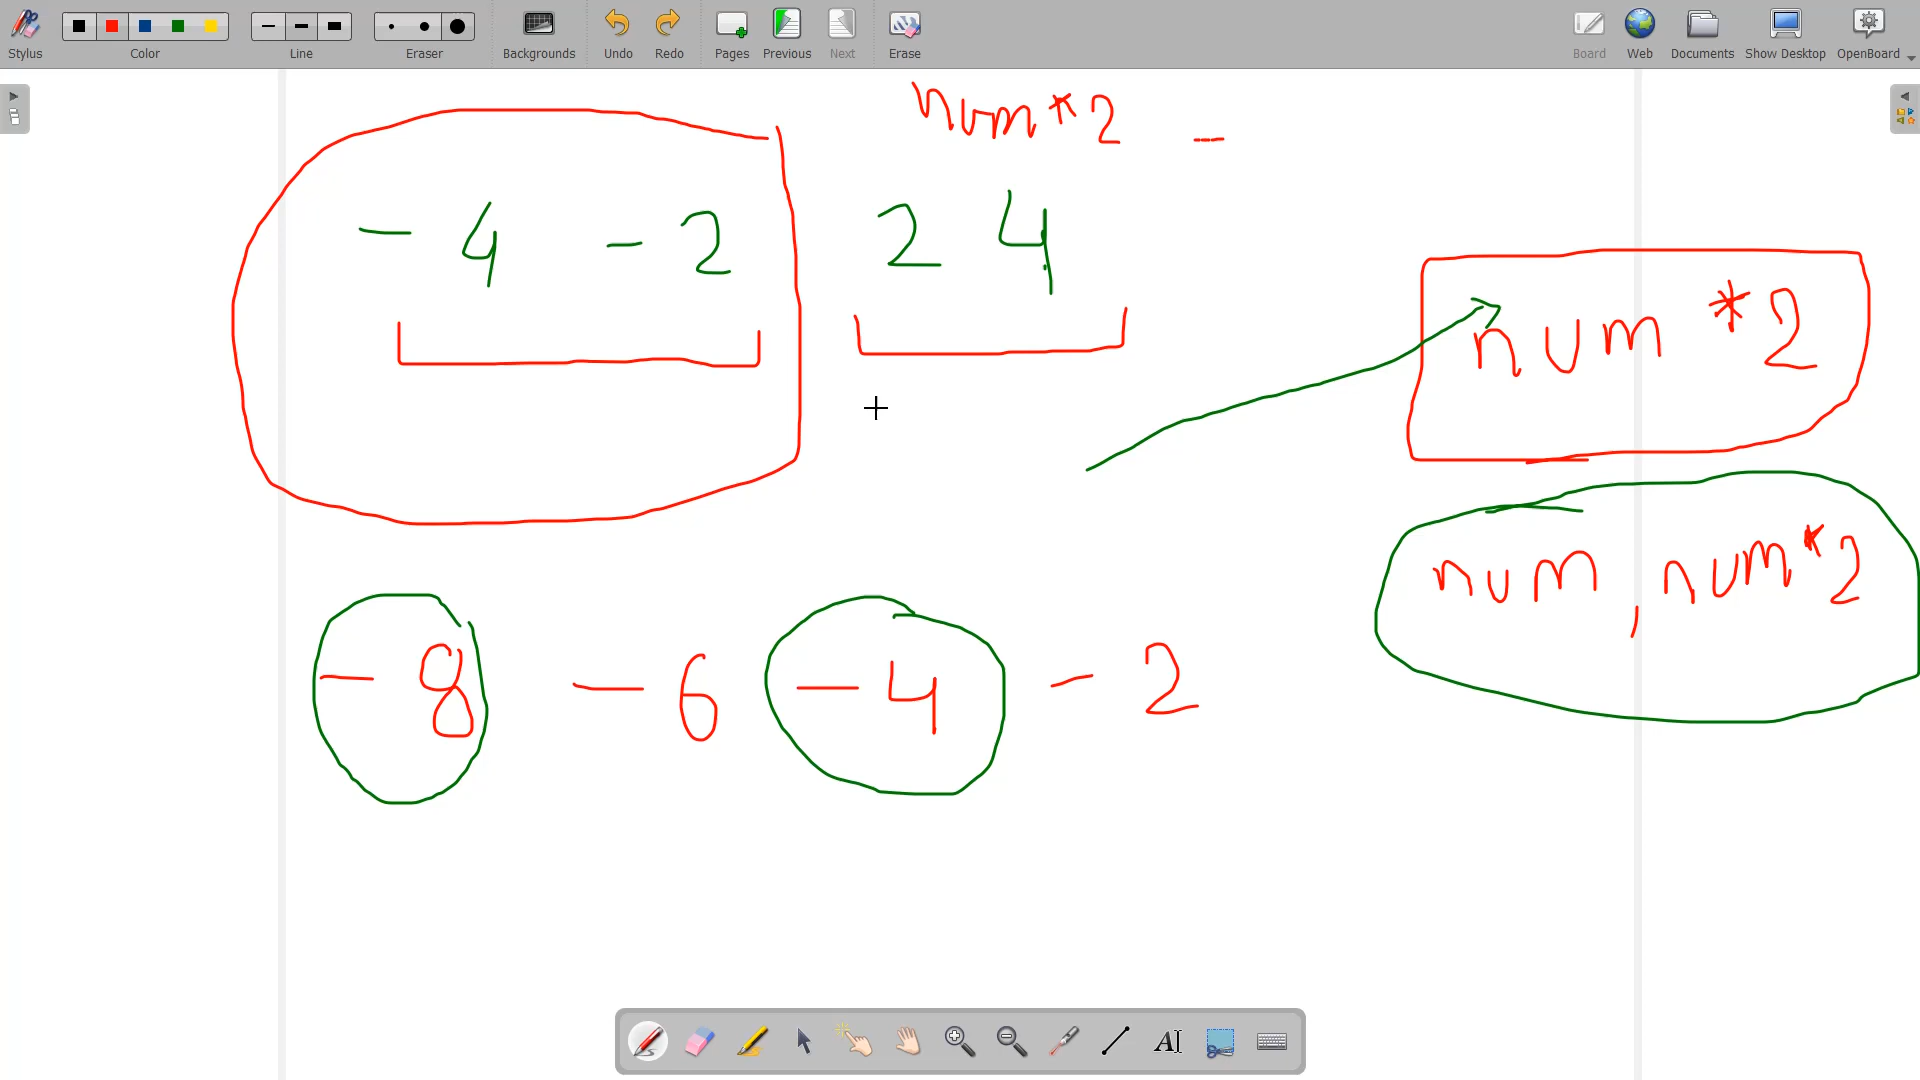 Stylus Color Line Eraser Backgrounds Undo Redo Pages Previous Next Erase Board Web Documents Show Desktop OpenBoard
num*2 --
-4 -2 2 4
num *2
num, num*2
-8 -6 -4 -2